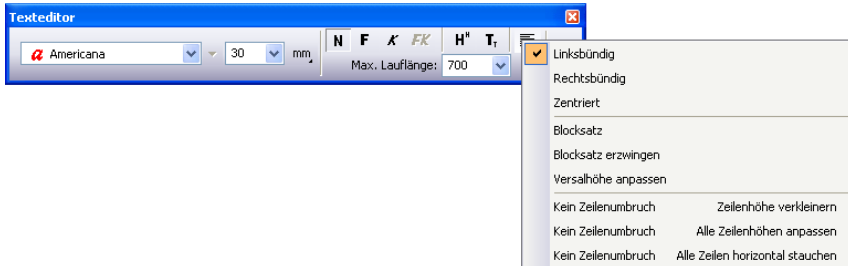 Texteditor
a Americana 30 mm N F K FK H" T,
Max. Lauflänge: 700
Linksbündig
Rechtsbündig
Zentriert
Blocksatz
Blocksatz erzwingen
Versalhöhe anpassen
Kein Zeilenumbruch Zeilenhöhe verkleinern
Kein Zeilenumbruch Alle Zeilenhöhen anpassen
Kein Zeilenumbruch Alle Zeilen horizontal stauchen